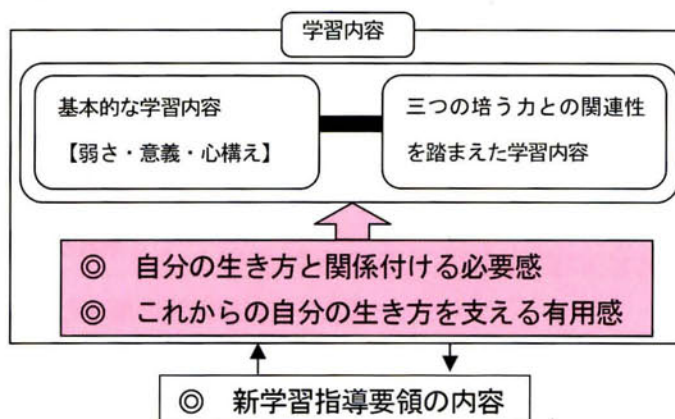 学習内容
基本的な学習内容
【弱さ・意義・心構え】
三つの培う力との関連性
を踏まえた学習内容
◎ 自分の生き方と関係付ける必要感
◎ これからの自分の生き方を支える有用感
◎ 新学習指導要領の内容